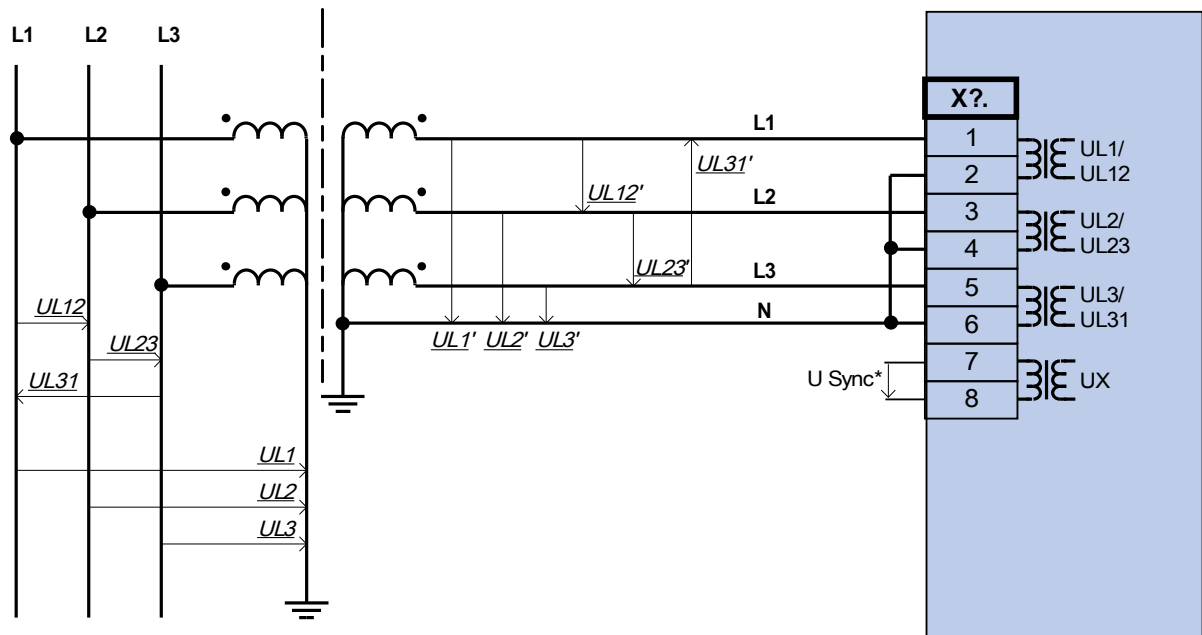 L1 L2 L3
X?.
L1
1
UL1/
UL12
UL31'
2
UL12'
L2
3
UL2/
UL23
4
UL23'
L3
5
UL3/
UL31
UL12
N
6
UL1' UL2' UL3'
UL23
7
U Sync*
UX
UL31
8
UL1
UL2
UL3